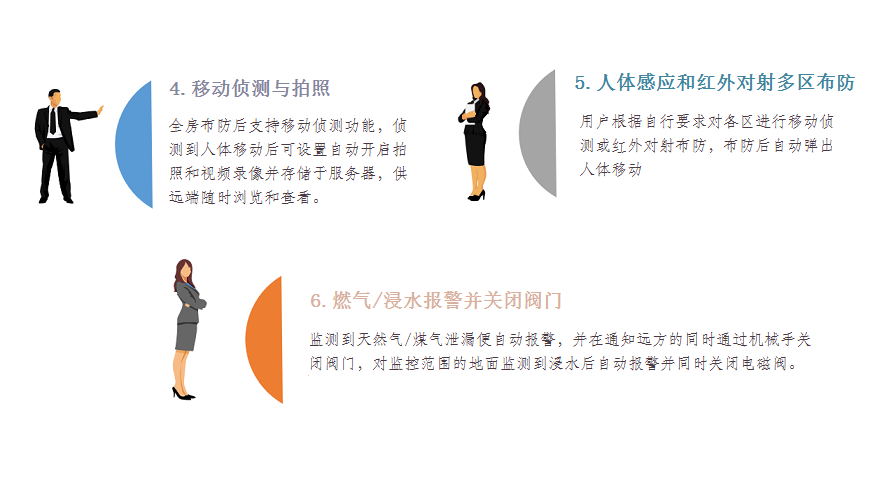 4. 移动侦测与拍照
全房布防后支持移动侦测功能，侦
测到人体移动后可设置自动开启拍
照和视频录像并存储于服务器，供
远端随时浏览和查看。
5. 人体感应和红外对射多区布防
用户根据自行要求对各区进行移动侦
测或红外对射布防，布防后自动弹出
人体移动
6. 燃气/浸水报警并关闭阀门
监测到天然气/煤气泄漏便自动报警，并在通知远方的同时通过机械手关
闭阀门，对监控范围的地面监测到浸水后自动报警并同时关闭电磁阀。